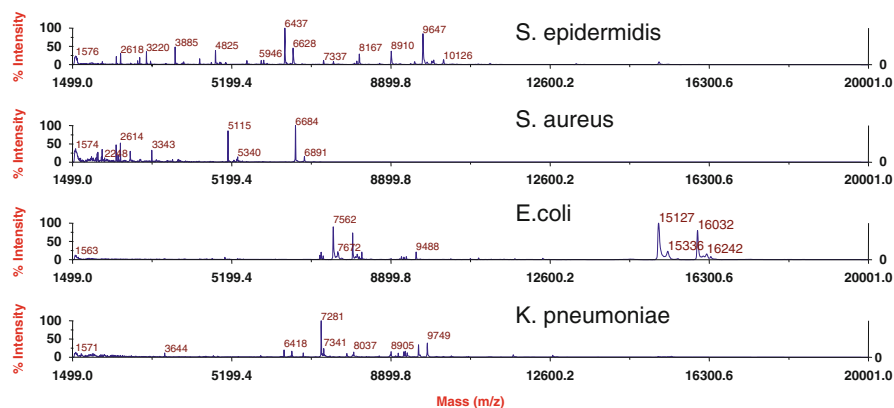 S. epidermidis
% Intensity
100
50
0
1576 2618 3220 3885 4825 5946 6437 6628 7337 8167 8910 9647 10126
0
1499.0 5199.4 8899.8 12600.2 16300.6 20001.0
S. aureus
% Intensity
100
50
0
1574 2248 2614 3343 5115 5340 6684 6891
0
1499.0 5199.4 8899.8 12600.2 16300.6 20001.0
E.coli
% Intensity
100
50
0
1563 7562 7672 9488 15127 15336 16032 16242
0
1499.0 5199.4 8899.8 12600.2 16300.6 20001.0
K. pneumoniae
% Intensity
100
50
0
1571 3644 6418 7281 7341 8037 8905 9749
0
1499.0 5199.4 8899.8 12600.2 16300.6 20001.0
Mass (m/z)